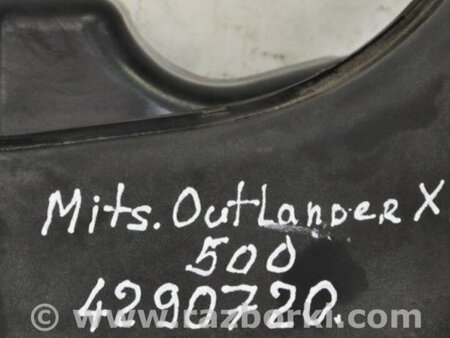 Mits. OutLander X
500
4290720.
© www.razborki.com